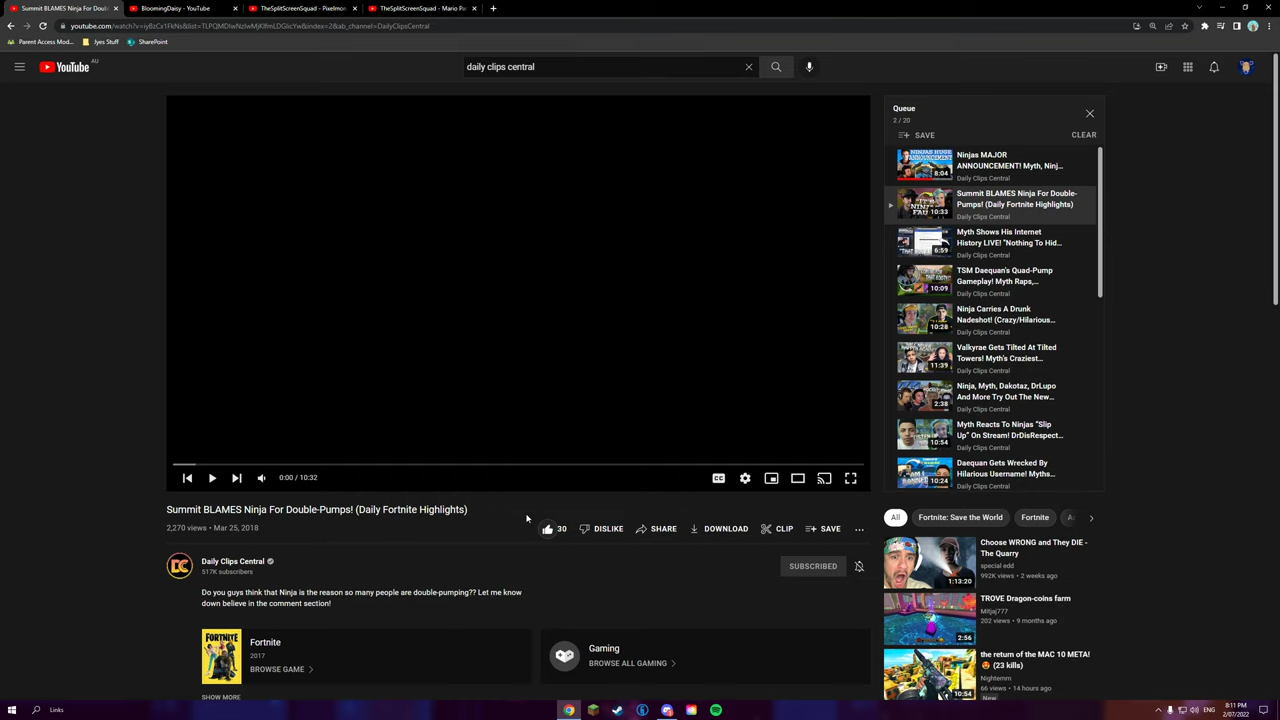 Summit BLAMES Ninja For Doub
BloomingDaisy - YouTube
TheSplitScreenSquad - Pixelmon
TheSplitScreenSquad - Mario Pa
Parent Access Mod...
Jyes Stuff
SharePoint
YouTube AU
daily clips central
Queue
2 / 20
SAVE
CLEAR
Ninjas MAJOR
ANNOUNCEMENT! Myth, Ninj...
Daily Clips Central
8:04
Summit BLAMES Ninja For Double-
Pumps! (Daily Fortnite Highlights)
Daily Clips Central
10:33
Myth Shows His Internet
History LIVE! "Nothing To Hid...
Daily Clips Central
6:59
TSM Daequan's Quad-Pump
Gameplay! Myth Raps,...
Daily Clips Central
10:09
Ninja Carries A Drunk
Nadeshot! (Crazy/Hilarious...
Daily Clips Central
10:28
Valkyrae Gets Tilted At Tilted
Towers! Myth's Craziest...
Daily Clips Central
11:39
Ninja, Myth, Dakotaz, DrLupo
And More Try Out The New...
Daily Clips Central
2:38
Myth Reacts To Ninjas "Slip
Up" On Stream! DrDisRespect...
Daily Clips Central
10:54
Daequan Gets Wrecked By
Hilarious Username! Myths...
Daily Clips Central
10:24
0:00 / 10:32
Summit BLAMES Ninja For Double-Pumps! (Daily Fortnite Highlights)
2,270 views • Mar 25, 2018
30
DISLIKE
SHARE
DOWNLOAD
CLIP
SAVE
Daily Clips Central
517K subscribers
SUBSCRIBED
Do you guys think that Ninja is the reason so many people are double-pumping?? Let me know
down believe in the comment section!
Fortnite
2017
BROWSE GAME
Gaming
BROWSE ALL GAMING
SHOW MORE
All
Fortnite: Save the World
Fortnite
Choose WRONG and They DIE -
The Quarry
special edd
992K views • 2 weeks ago
1:13:20
TROVE Dragon-coins farm
Mitjaj777
202 views • 9 months ago
2:56
the return of the MAC 10 META!
😍 (23 kills)
Nightemm
66 views • 14 hours ago
New
10:54
Links
ENG
8:11 PM
2/07/2022